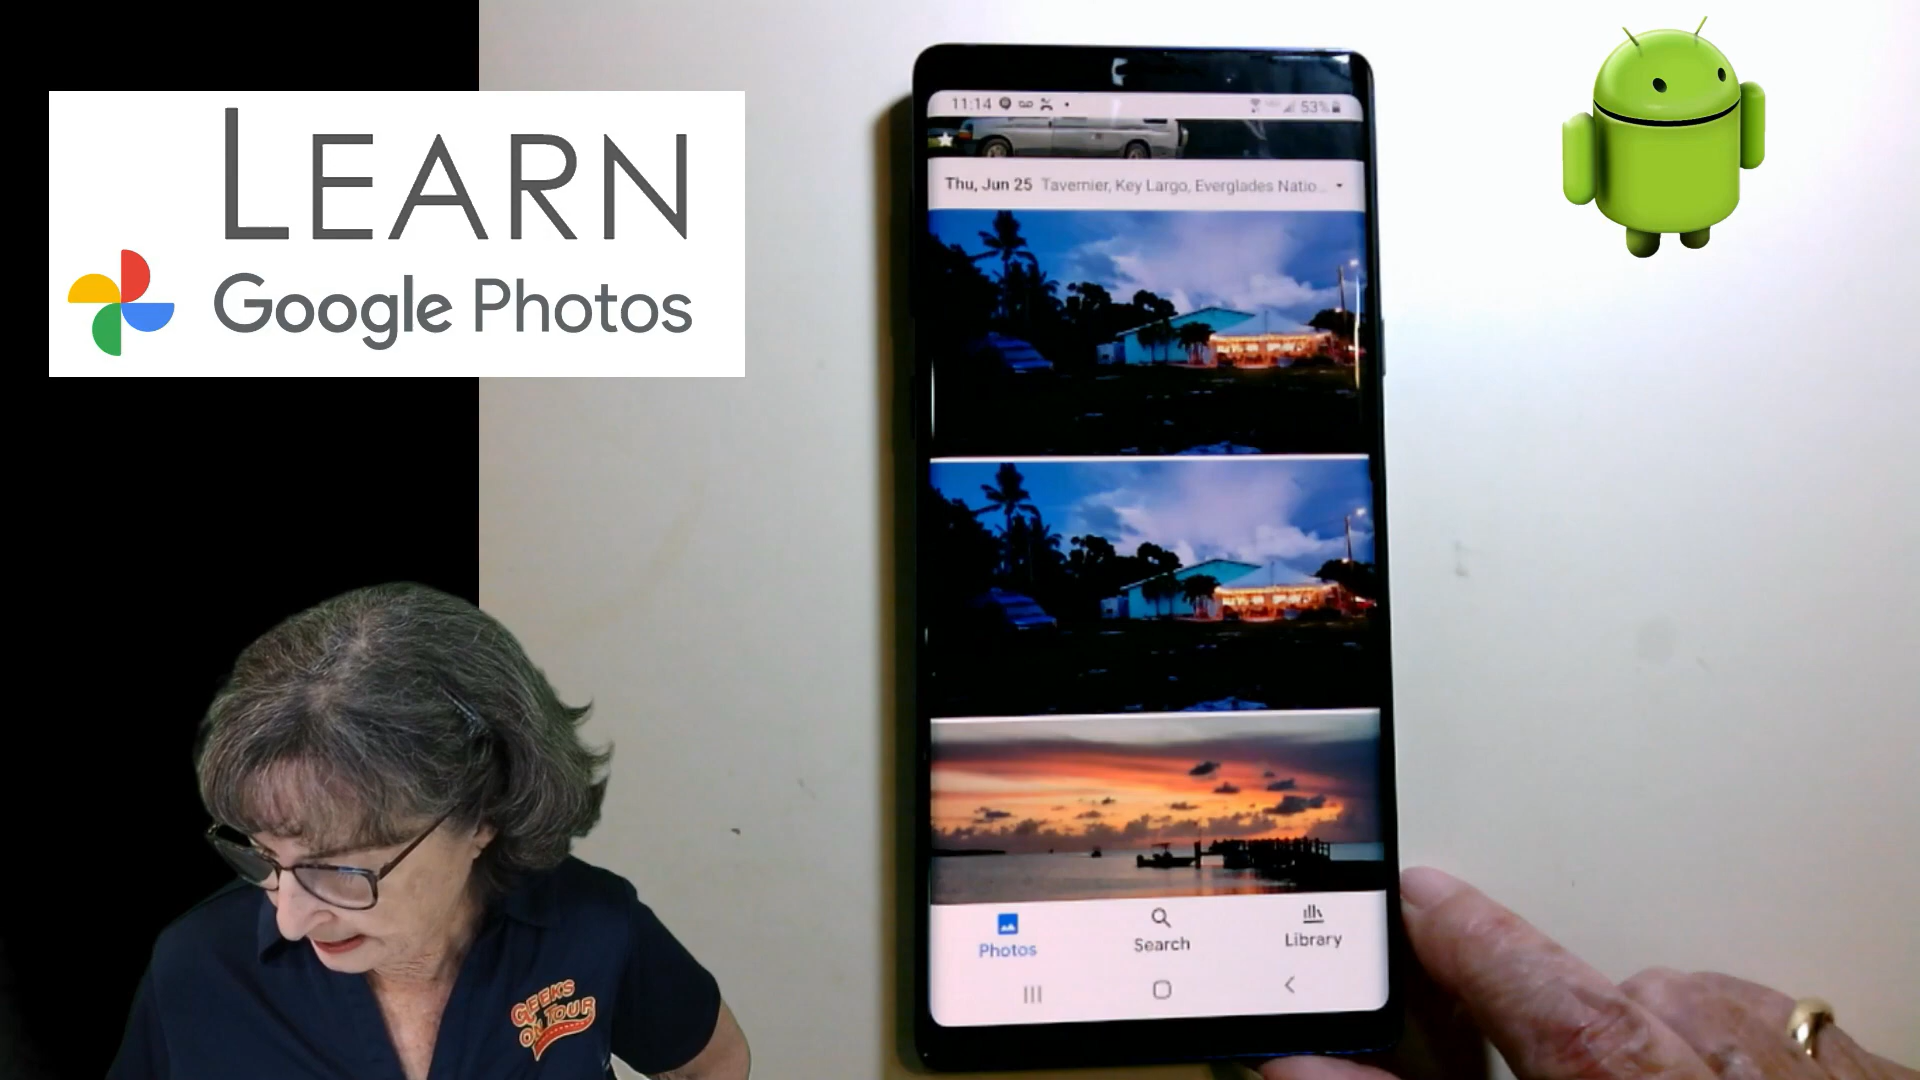 LEARN
Google Photos
11:14
53%
Thu, Jun 25 Tavernier, Key Largo, Everglades Natio...
Photos
Search
Library
GEEKS
ON TOUR